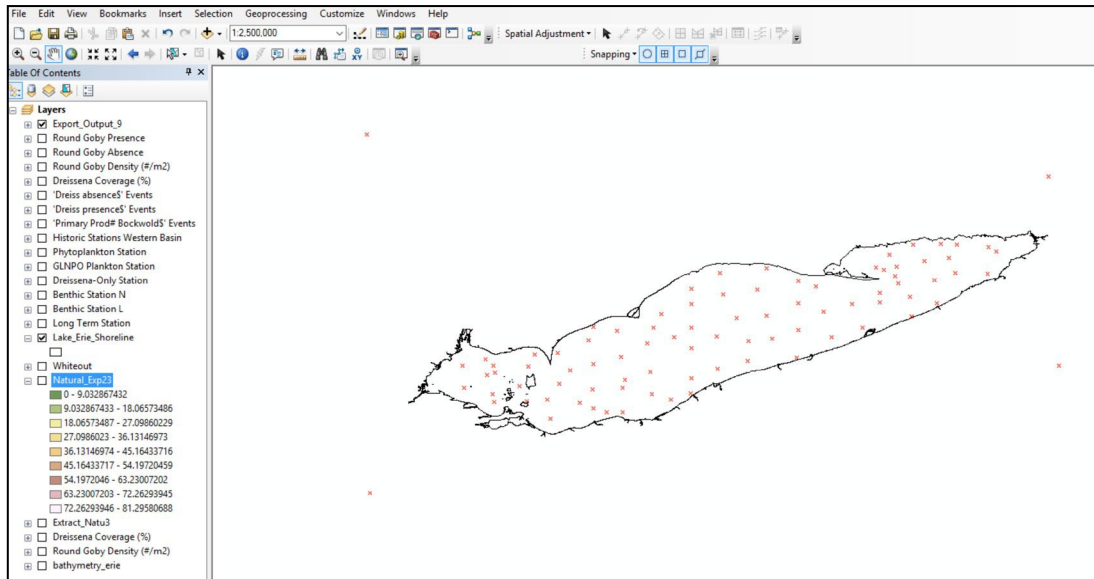 File Edit View Bookmarks Insert Selection Geoprocessing Customize Windows Help
1:2,500,000 Spatial Adjustment
Snapping
Table Of Contents
Layers
Export_Output_9
Round Goby Presence
Round Goby Absence
Round Goby Density (#/m2)
Dreissena Coverage (%)
'Dreiss absence$' Events
'Dreiss presence$' Events
'Primary Prod# Bockwold$' Events
Historic Stations Western Basin
Phytoplankton Station
GLNPO Plankton Station
Dreissena-Only Station
Benthic Station N
Benthic Station L
Long Term Station
Lake_Erie_Shoreline
Whiteout
Natural_Exp23
0 - 9.032867432
9.032867433 - 18.06573486
18.06573487 - 27.09860229
27.0986023 - 36.13146973
36.13146974 - 45.16433716
45.16433717 - 54.19720459
54.1972046 - 63.23007202
63.23007203 - 72.26293945
72.26293946 - 81.29580688
Extract_Natu3
Dreissena Coverage (%)
Round Goby Density (#/m2)
bathymetry_erie